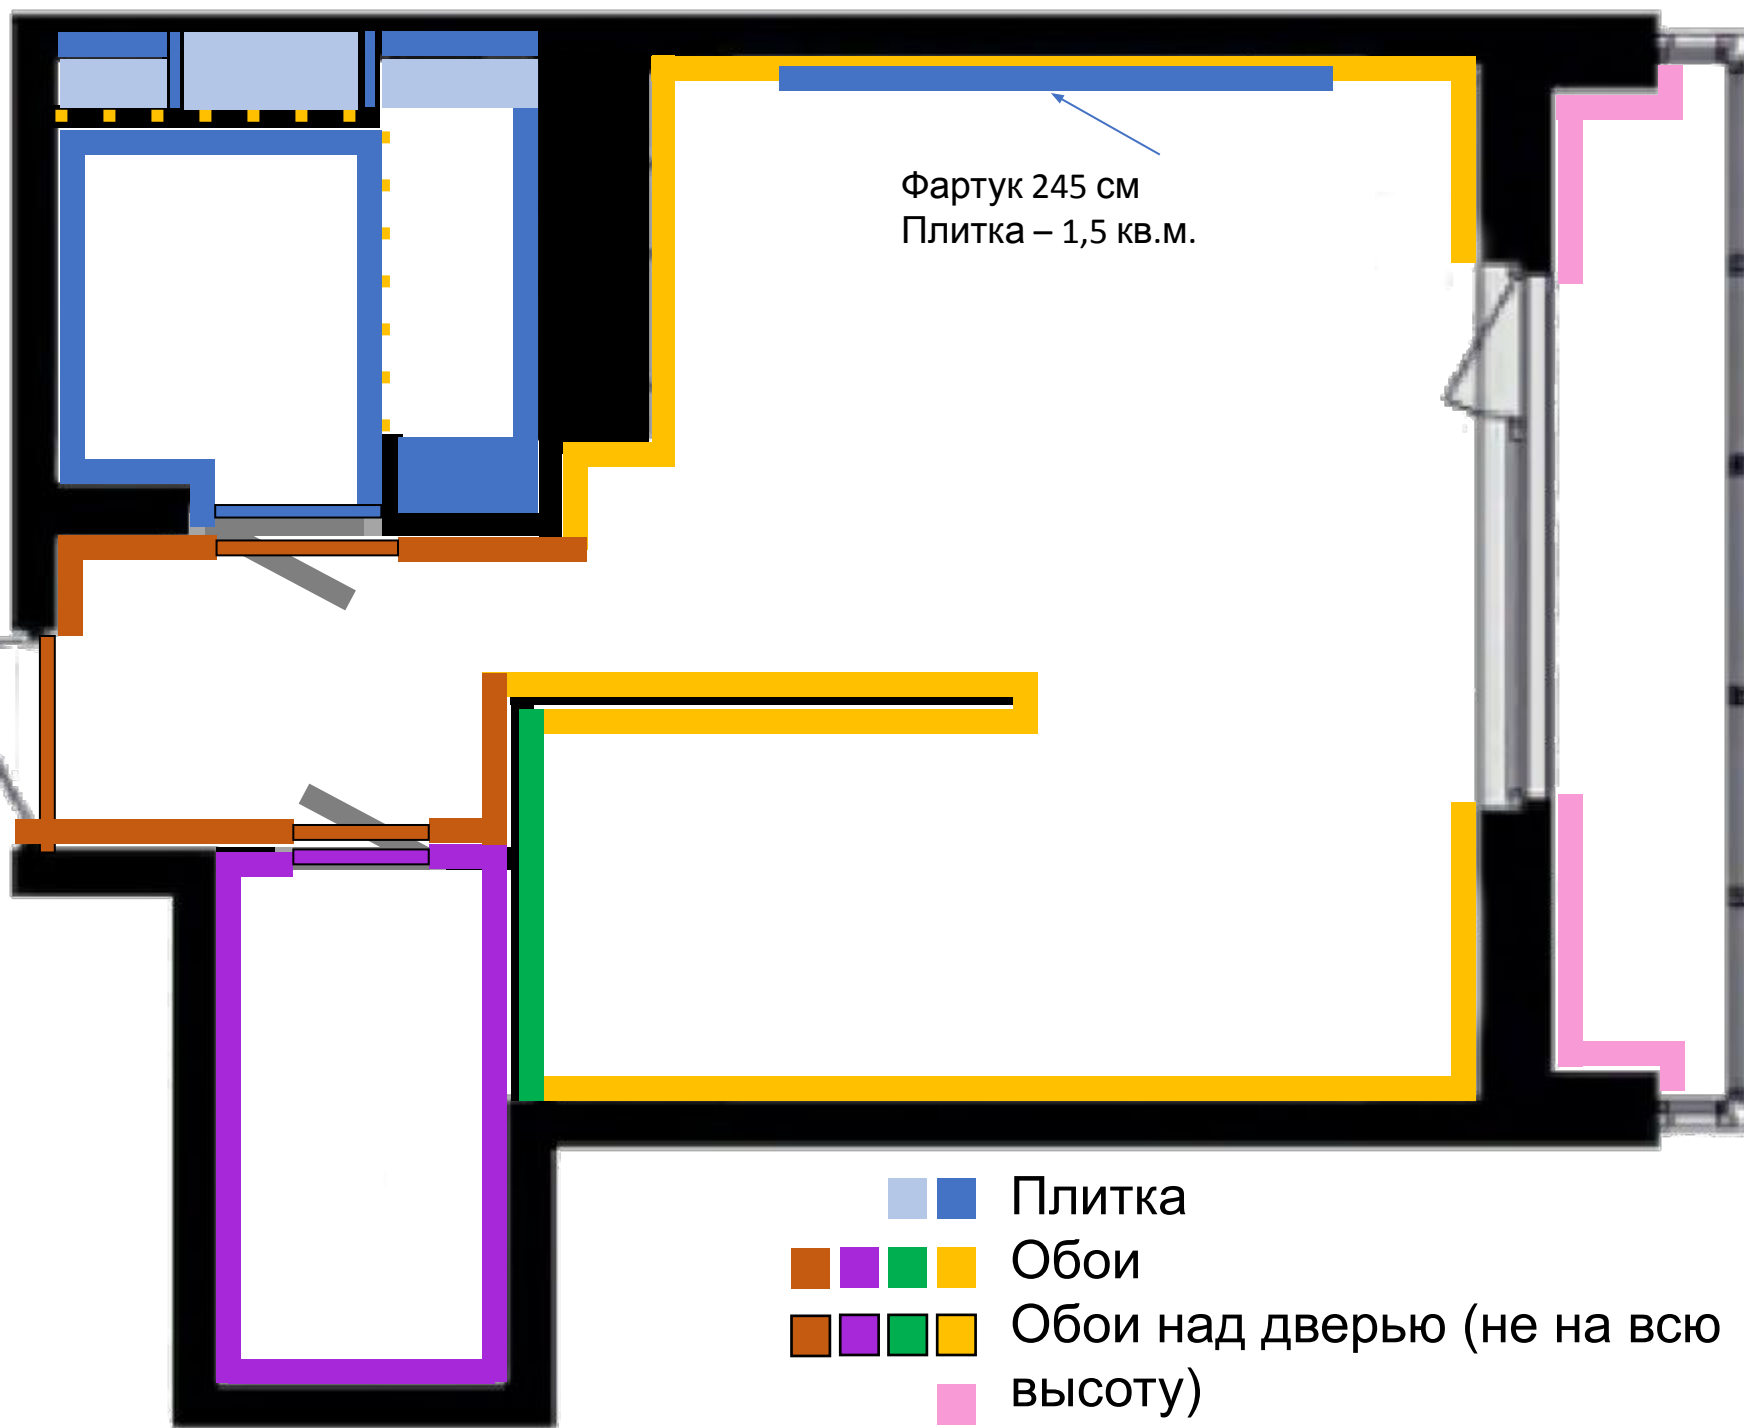 Фартук 245 см
Плитка – 1,5 кв.м.
Плитка
Обои
Обои над дверью (не на всю
высоту)